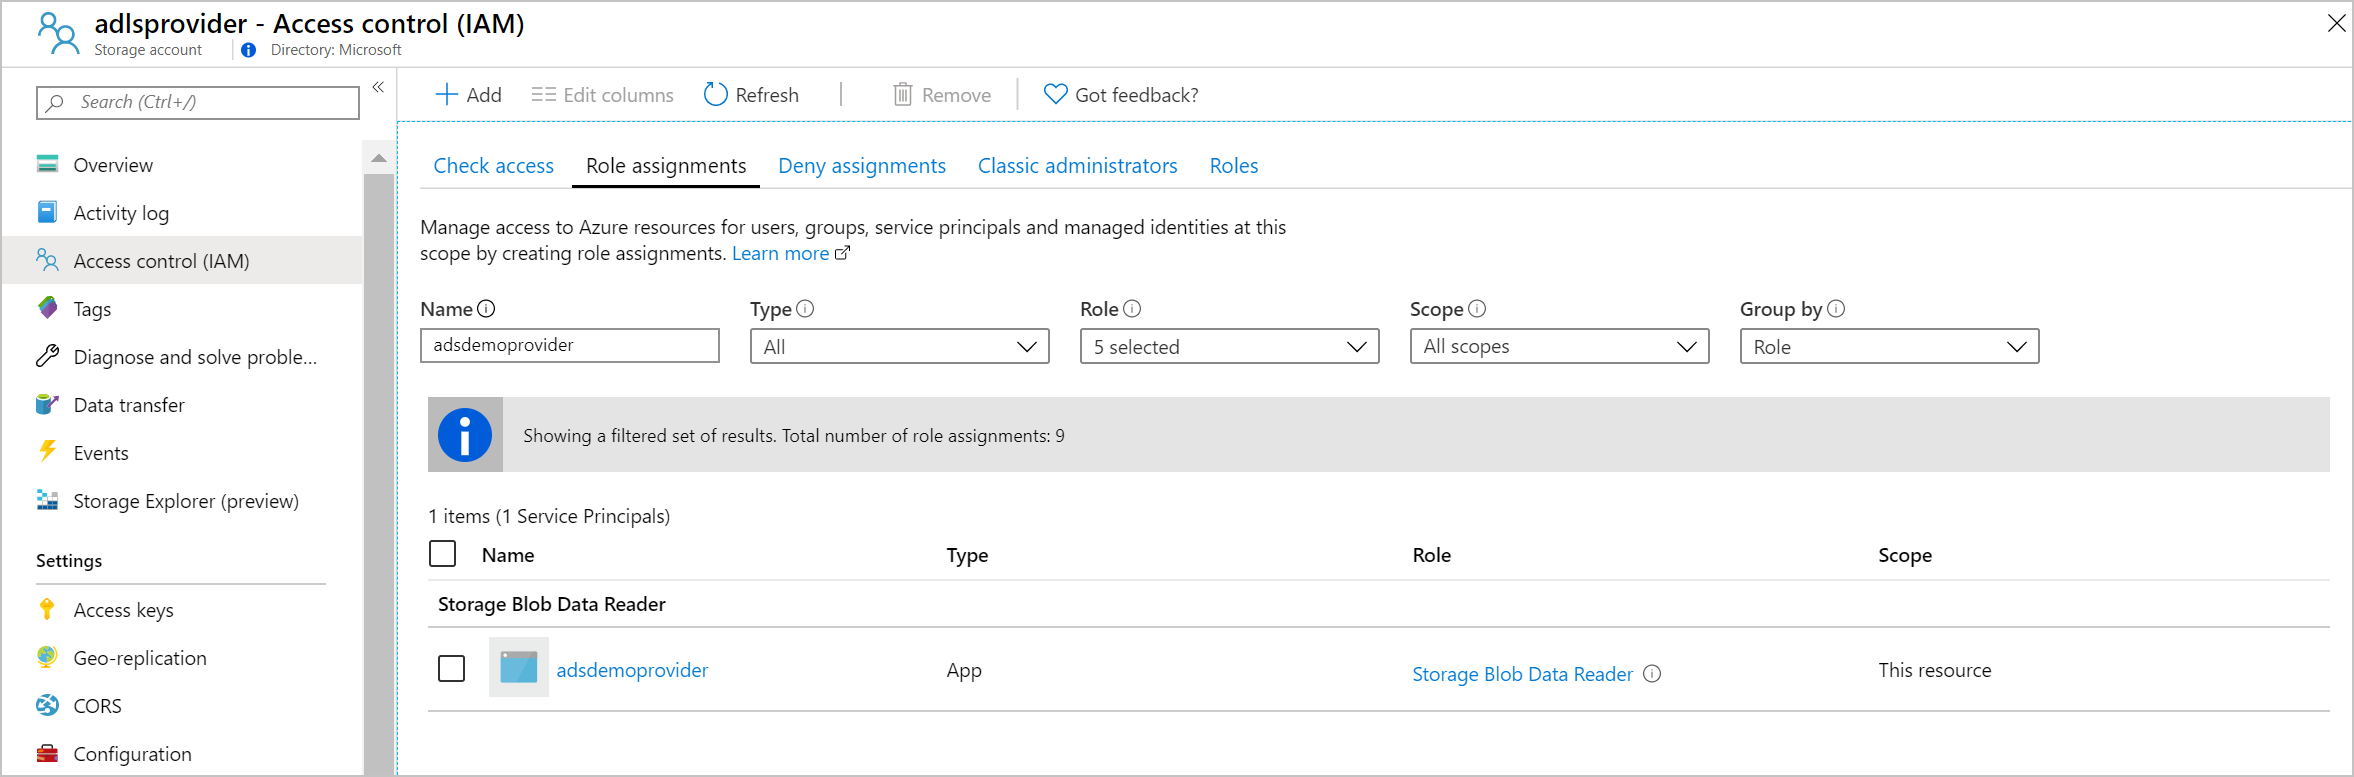 adlsprovider - Access control (IAM)
Storage account
Directory: Microsoft
Search (Ctrl+/)
Overview
Activity log
Access control (IAM)
Tags
Diagnose and solve proble...
Data transfer
Events
Storage Explorer (preview)
Settings
Access keys
Geo-replication
CORS
Configuration
Add Edit columns Refresh Remove Got feedback?
Check access Role assignments Deny assignments Classic administrators Roles
Manage access to Azure resources for users, groups, service principals and managed identities at this
scope by creating role assignments. Learn more
Name Type Role Scope Group by
adsdemoprovider All 5 selected All scopes Role
Showing a filtered set of results. Total number of role assignments: 9
1 items (1 Service Principals)
Name Type Role Scope
Storage Blob Data Reader
adsdemoprovider App Storage Blob Data Reader This resource